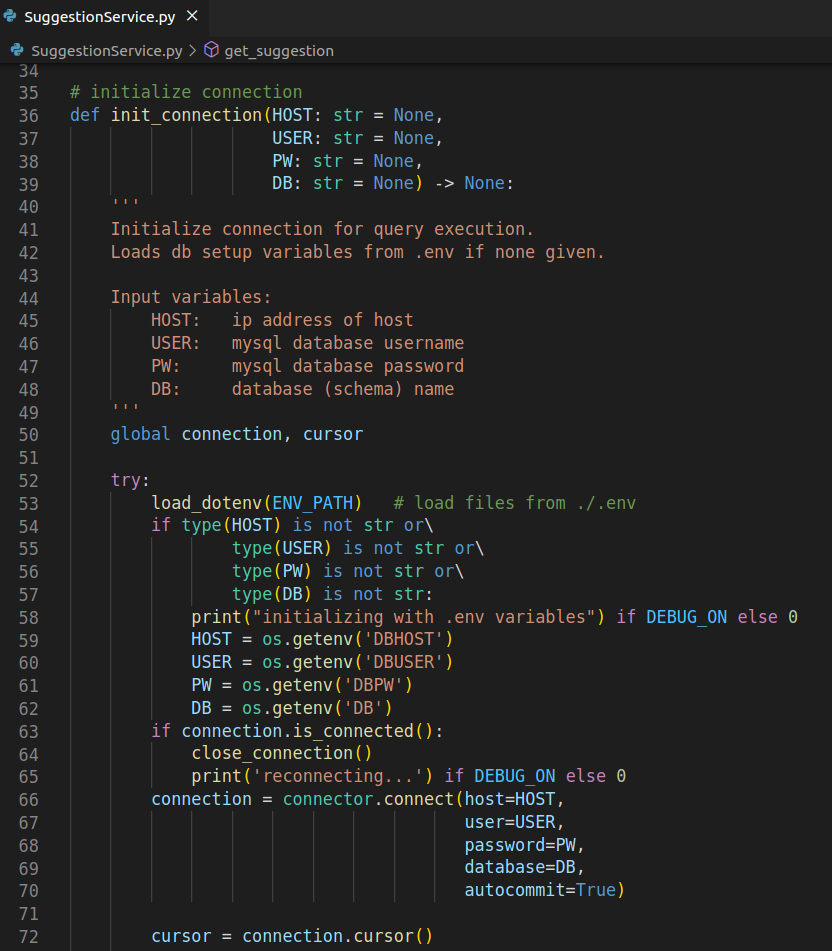 SuggestionService.py ×
SuggestionService.py > get_suggestion
34
35 # initialize connection
36 def init_connection(HOST: str = None,
37                     USER: str = None,
38                     PW: str = None,
39                     DB: str = None) -> None:
40     '''
41     Initialize connection for query execution.
42     Loads db setup variables from .env if none given.
43
44     Input variables:
45         HOST:   ip address of host
46         USER:   mysql database username
47         PW:     mysql database password
48         DB:     database (schema) name
49     '''
50     global connection, cursor
51
52     try:
53         load_dotenv(ENV_PATH)   # load files from ./.env
54         if type(HOST) is not str or\
55                 type(USER) is not str or\
56                 type(PW) is not str or\
57                 type(DB) is not str:
58             print("initializing with .env variables") if DEBUG_ON else 0
59             HOST = os.getenv('DBHOST')
60             USER = os.getenv('DBUSER')
61             PW = os.getenv('DBPW')
62             DB = os.getenv('DB')
63         if connection.is_connected():
64             close_connection()
65             print('reconnecting...') if DEBUG_ON else 0
66         connection = connector.connect(host=HOST,
67                                        user=USER,
68                                        password=PW,
69                                        database=DB,
70                                        autocommit=True)
71
72         cursor = connection.cursor()